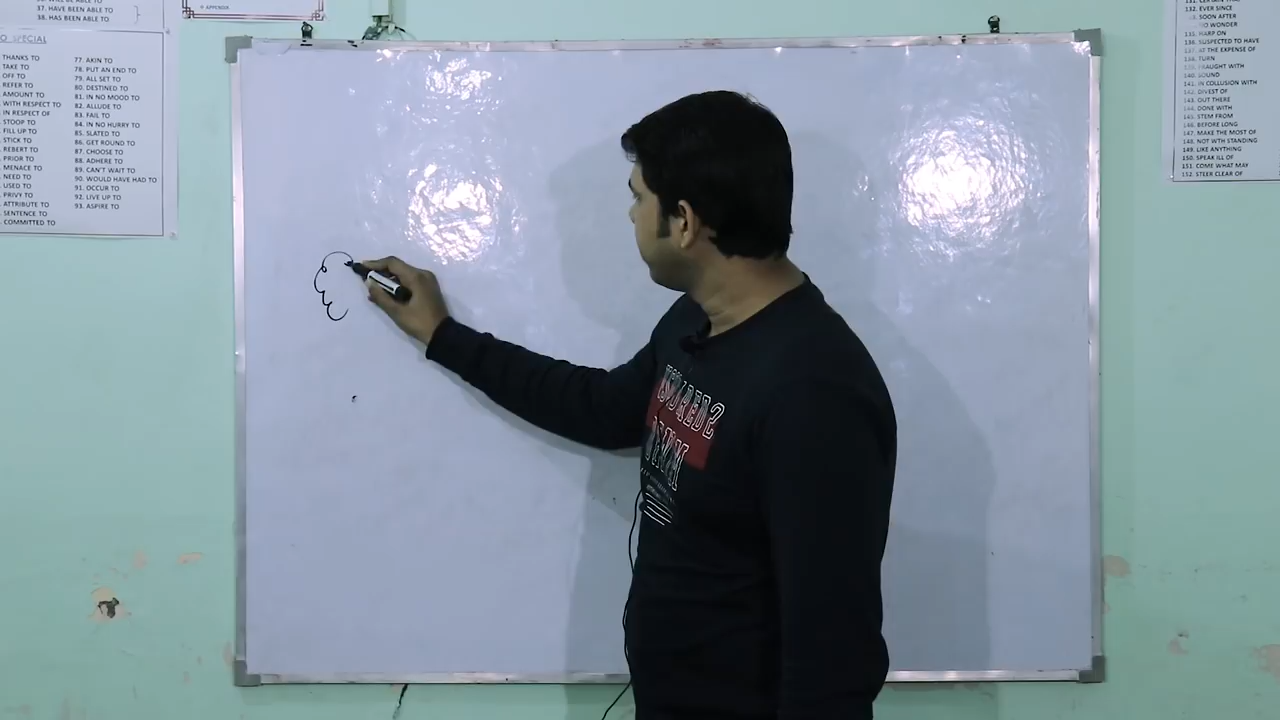 37. HAVE BEEN ABLE TO
38. HAS BEEN ABLE TO
APPENDIX
SPECIAL
THANKS TO
TAKE TO
OFF TO
REFER TO
AMOUNT TO
WITH RESPECT TO
IN RESPECT OF
STOOP TO
FILL UP TO
STICK TO
REBERT TO
PRIOR TO
MENACE TO
NEED TO
USED TO
PRIVY TO
ATTRIBUTE TO
SENTENCE TO
COMMITTED TO
77. AKIN TO
78. PUT AN END TO
79. ALL SET TO
80. DESTINED TO
81. IN NO MOOD TO
82. ALLUDE TO
83. FAIL TO
84. IN NO HURRY TO
85. SLATED TO
86. GET ROUND TO
87. CHOOSE TO
88. ADHERE TO
89. CAN'T WAIT TO
90. WOULD HAVE HAD TO
91. OCCUR TO
92. LIVE UP TO
93. ASPIRE TO
132. EVER SINCE
SOON AFTER
NO WONDER
135. HARP ON
136. SUSPECTED TO HAVE
137. AT THE EXPENSE OF
138. TURN
139. FRAUGHT WITH
140. SOUND
141. IN COLLUSION WITH
142. DIVEST OF
143. OUT THERE
144. DONE WITH
145. STEM FROM
146. BEFORE LONG
147. MAKE THE MOST OF
148. NOT WTH STANDING
149. LIKE ANYTHING
150. SPEAK ILL OF
151. COME WHAT MAY
152. STEER CLEAR OF